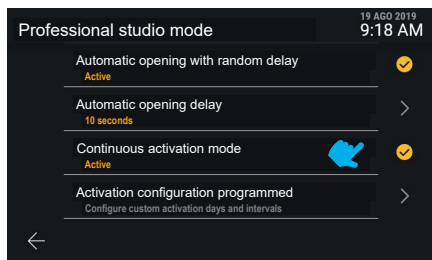 19 AGO 2019
Professional studio mode
9:18 AM
Automatic opening with random delay
Active
Automatic opening delay
10 seconds
Continuous activation mode
Active
Activation configuration programmed
Configure custom activation days and intervals